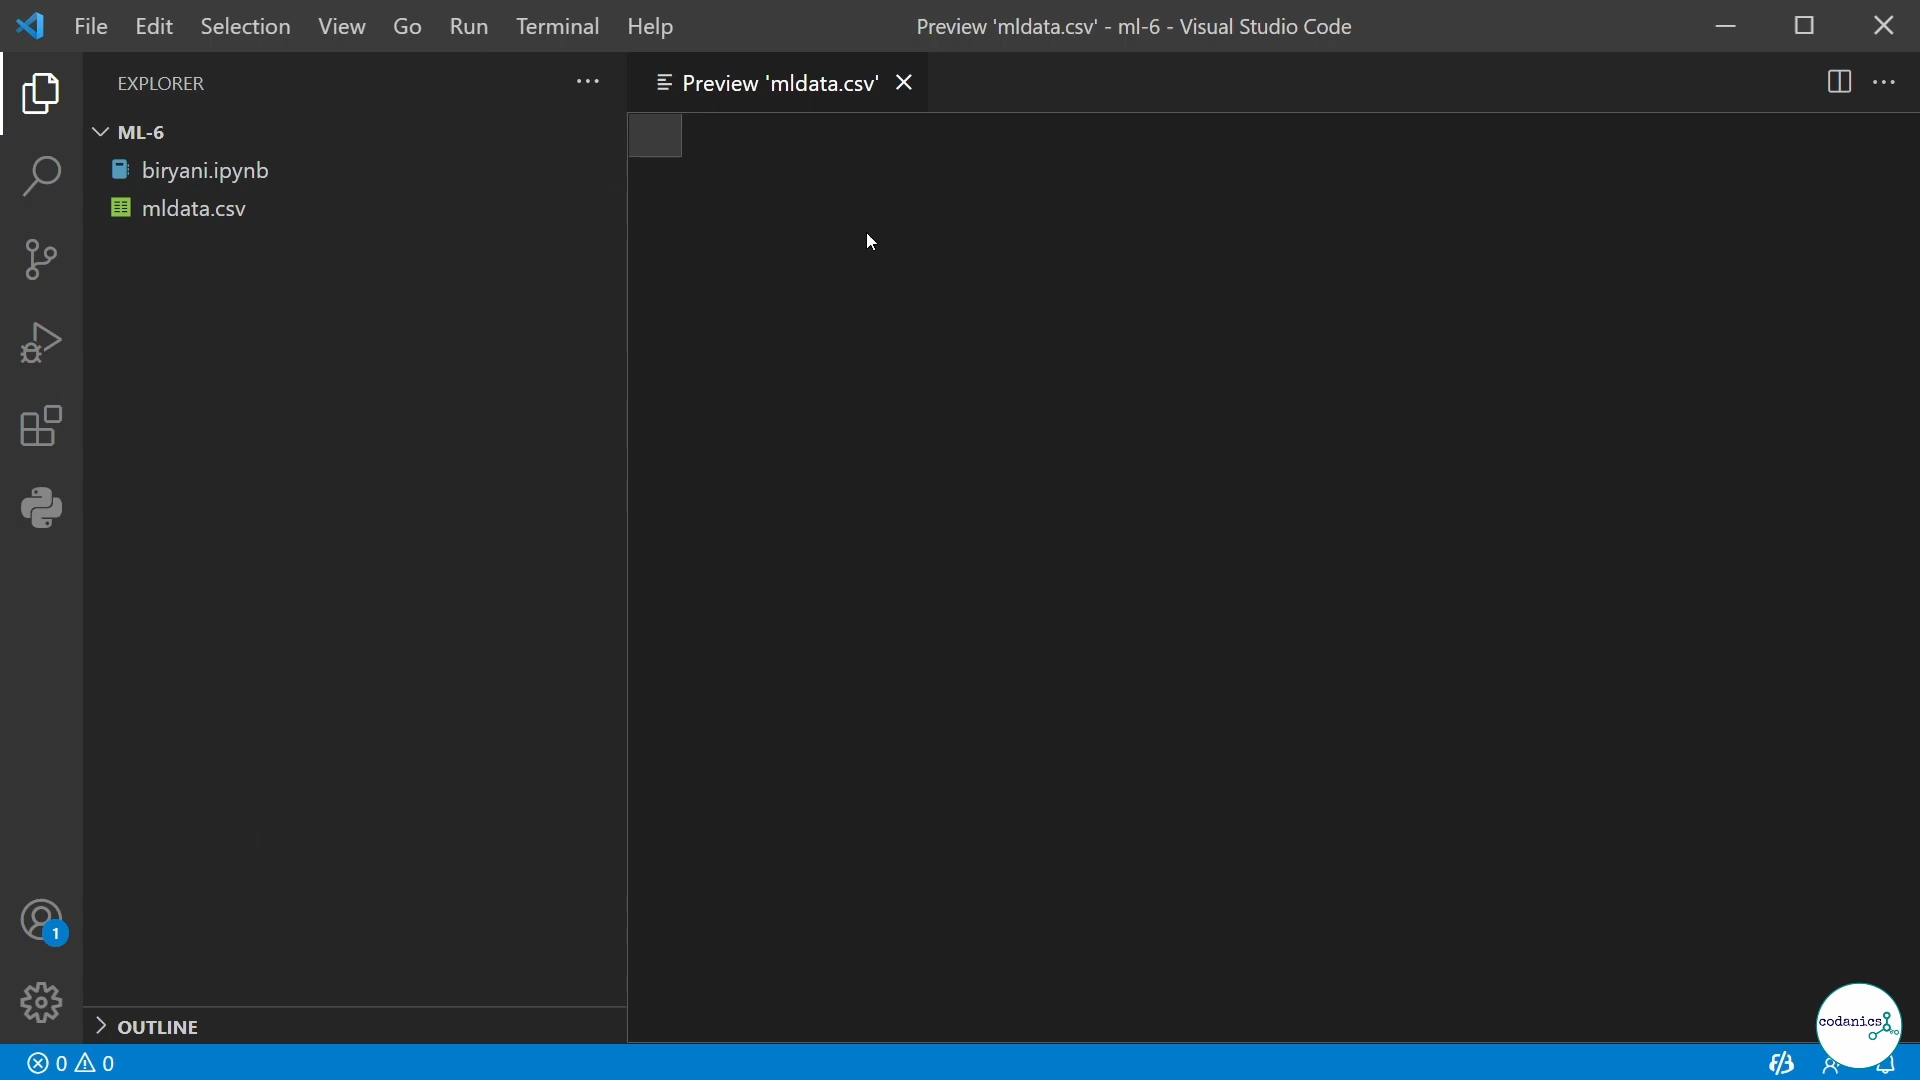 File Edit Selection View Go Run Terminal Help Preview 'mldata.csv' - ml-6 - Visual Studio Code
EXPLORER
Preview 'mldata.csv'
ML-6
biryani.ipynb
mldata.csv
1
OUTLINE
codanics
0 0